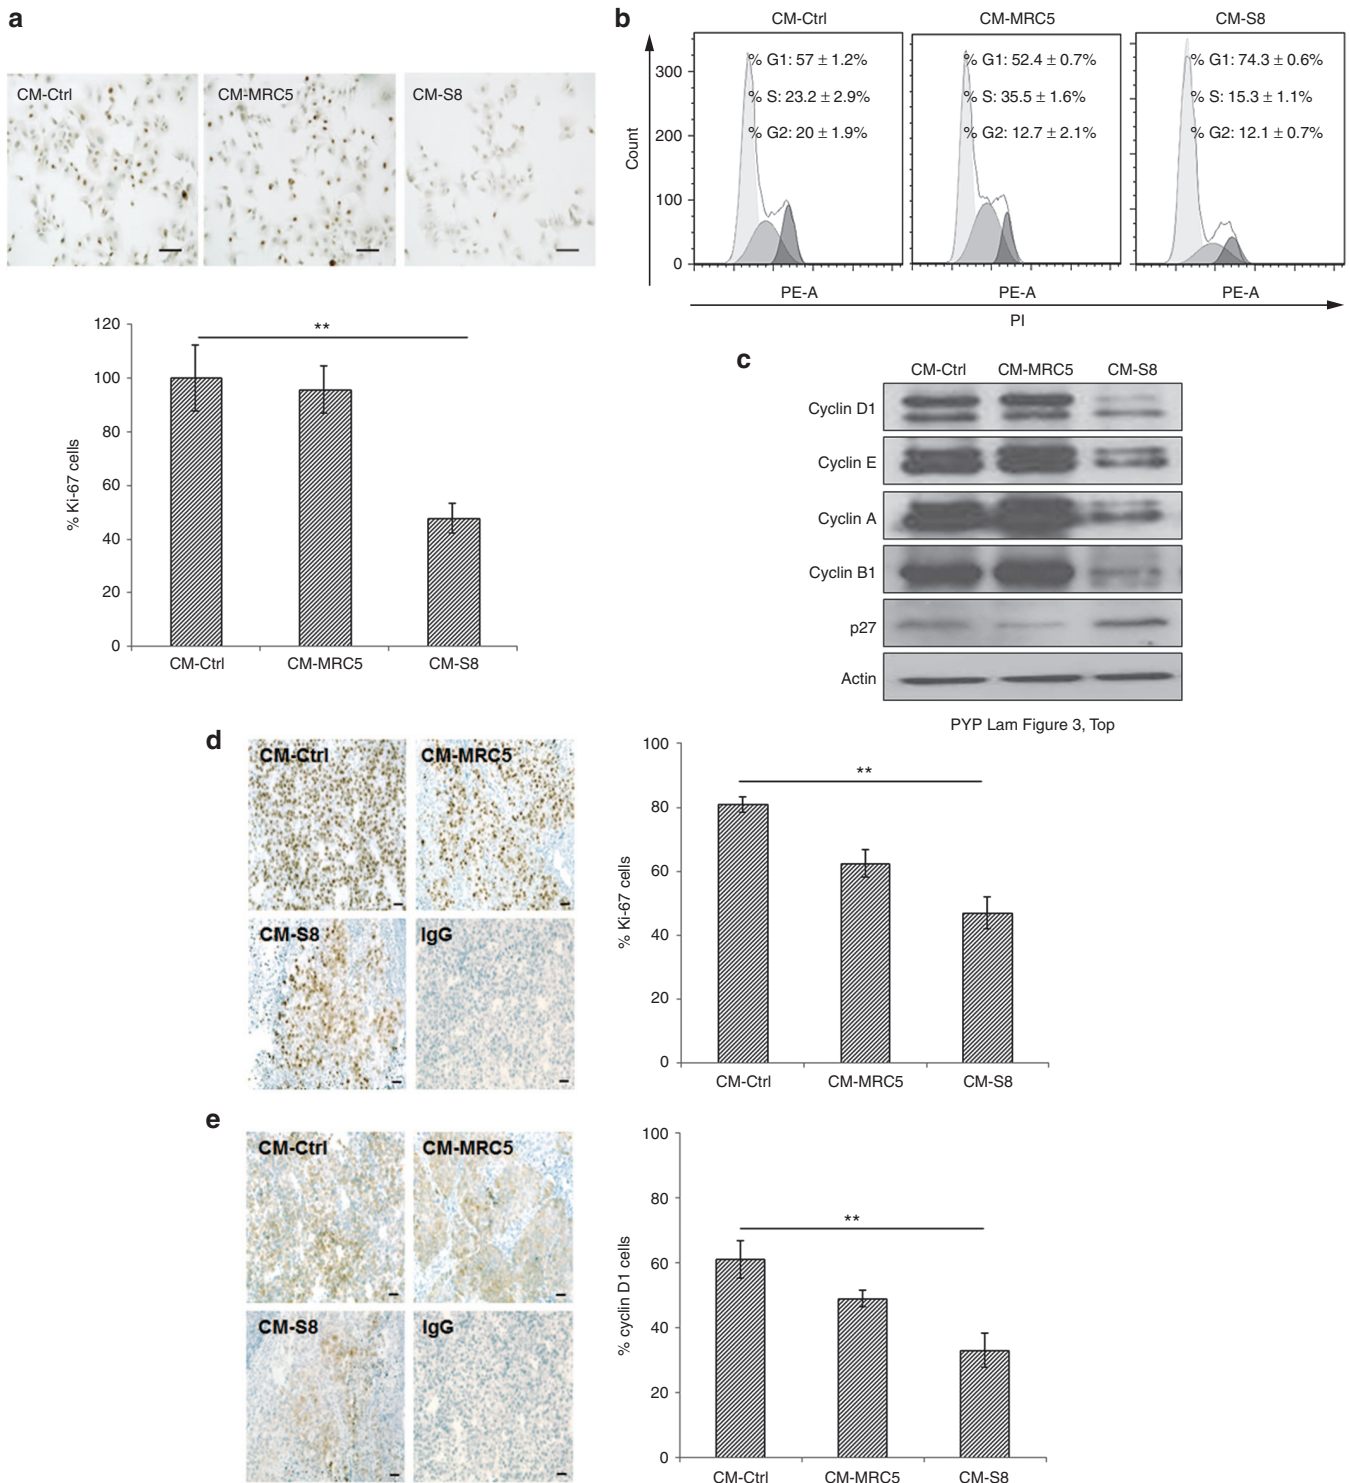 a
CM-Ctrl
CM-MRC5
CM-S8
120
100
80
60
40
20
0
% Ki-67 cells
**
CM-Ctrl
CM-MRC5
CM-S8
b
CM-Ctrl
CM-MRC5
CM-S8
Count
300
200
100
0
% G1: 57 ± 1.2%
% S: 23.2 ± 2.9%
% G2: 20 ± 1.9%
% G1: 52.4 ± 0.7%
% S: 35.5 ± 1.6%
% G2: 12.7 ± 2.1%
% G1: 74.3 ± 0.6%
% S: 15.3 ± 1.1%
% G2: 12.1 ± 0.7%
PE-A
PE-A
PE-A
PI
c
CM-Ctrl
CM-MRC5
CM-S8
Cyclin D1
Cyclin E
Cyclin A
Cyclin B1
p27
Actin
PYP Lam Figure 3, Top
d
CM-Ctrl
CM-MRC5
CM-S8
IgG
100
80
60
40
20
0
% Ki-67 cells
**
CM-Ctrl
CM-MRC5
CM-S8
e
CM-Ctrl
CM-MRC5
CM-S8
IgG
100
80
60
40
20
0
% cyclin D1 cells
**
CM-Ctrl
CM-MRC5
CM-S8